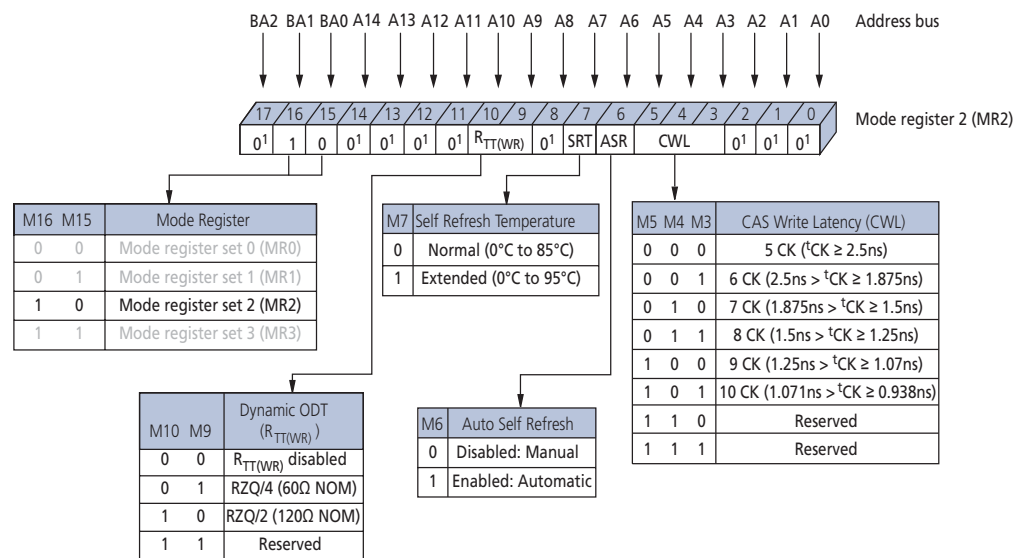 BA2 BA1 BA0 A14 A13 A12 A11 A10 A9 A8 A7 A6 A5 A4 A3 A2 A1 A0 Address bus
17 16 15 14 13 12 11 10 9 8 7 6 5 4 3 2 1 0
Mode register 2 (MR2)
0¹ 1 0 0¹ 0¹ 0¹ 0¹ RTT(WR) 0¹ SRT ASR CWL 0¹ 0¹ 0¹
M16 M15 Mode Register
0 0 Mode register set 0 (MR0)
0 1 Mode register set 1 (MR1)
1 0 Mode register set 2 (MR2)
1 1 Mode register set 3 (MR3)
M7 Self Refresh Temperature
0 Normal (0°C to 85°C)
1 Extended (0°C to 95°C)
M5 M4 M3 CAS Write Latency (CWL)
0 0 0 5 CK (ᵗCK ≥ 2.5ns)
0 0 1 6 CK (2.5ns > ᵗCK ≥ 1.875ns)
0 1 0 7 CK (1.875ns > ᵗCK ≥ 1.5ns)
0 1 1 8 CK (1.5ns > ᵗCK ≥ 1.25ns)
1 0 0 9 CK (1.25ns > ᵗCK ≥ 1.07ns)
1 0 1 10 CK (1.071ns > ᵗCK ≥ 0.938ns)
1 1 0 Reserved
1 1 1 Reserved
M10 M9 Dynamic ODT
(RTT(WR) )
0 0 RTT(WR) disabled
0 1 RZQ/4 (60Ω NOM)
1 0 RZQ/2 (120Ω NOM)
1 1 Reserved
M6 Auto Self Refresh
0 Disabled: Manual
1 Enabled: Automatic